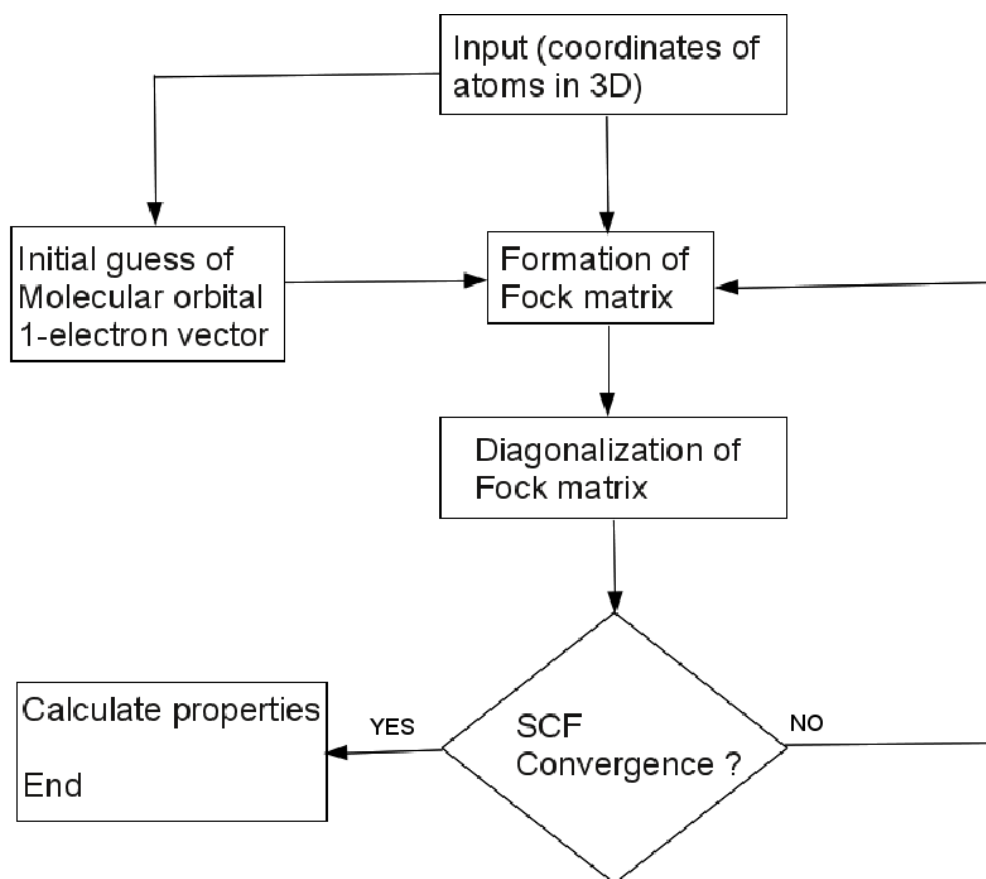 Input (coordinates of
atoms in 3D)
Initial guess of
Molecular orbital
1-electron vector
Formation of
Fock matrix
Diagonalization of
Fock matrix
SCF
Convergence ?
YES
NO
Calculate properties
End